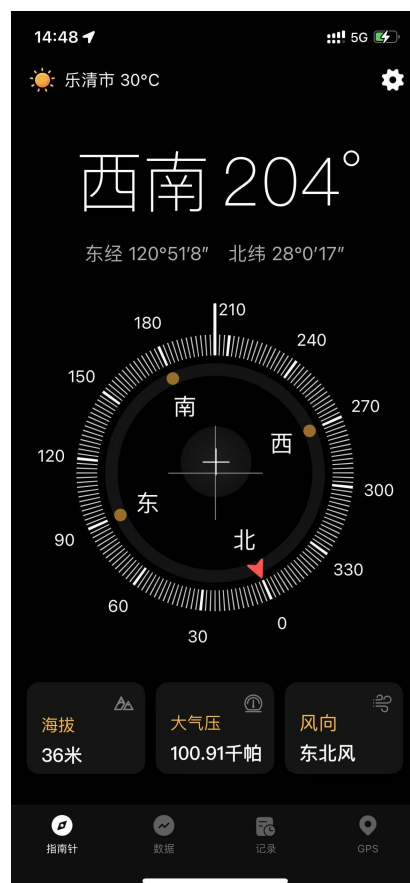 14:48 5G
乐清市 30°C
西南 204°
东经 120°51′8″ 北纬 28°0′17″
210
180
240
150
270
南
西
120
300
东
90
北
330
60
0
30
海拔
36米
大气压
100.91千帕
风向
东北风
指南针 数据 记录 GPS